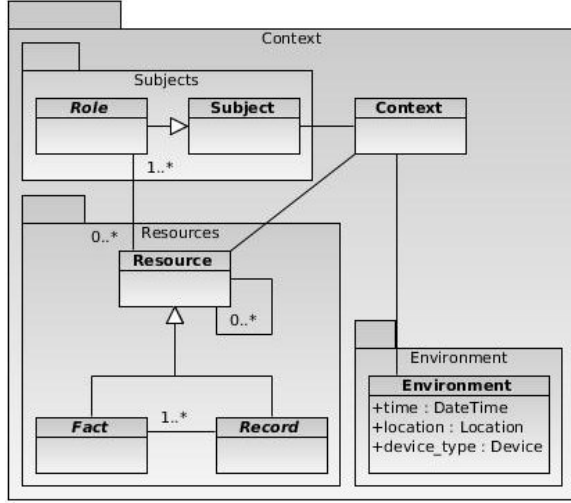 Context
Subjects
Role
Subject
Context
1..*
0..*
Resources
Resource
0..*
Environment
Environment
+time : DateTime
+location : Location
+device_type : Device
Fact
1..*
Record